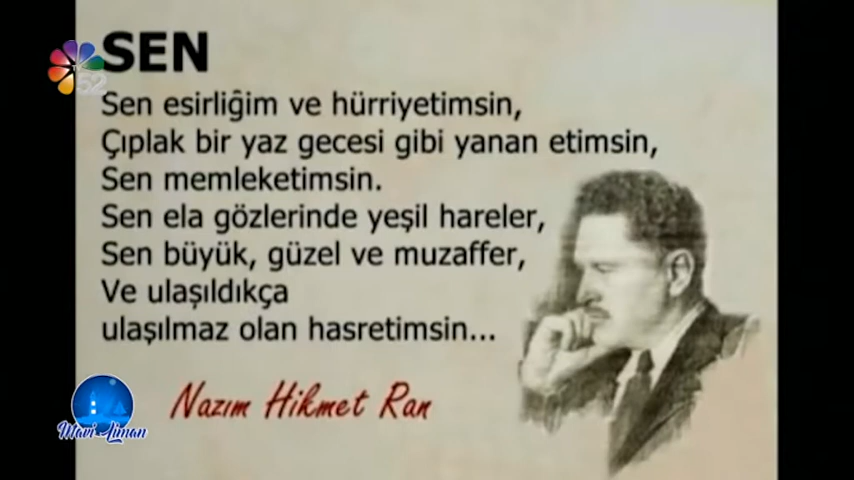 SEN
52
Sen esirliğim ve hürriyetimsin,
Çıplak bir yaz gecesi gibi yanan etimsin,
Sen memleketimsin.
Sen ela gözlerinde yeşil hareler,
Sen büyük, güzel ve muzaffer,
Ve ulaşıldıkça
ulaşılmaz olan hasretimsin...
Nazım Hikmet Ran
Mavi Liman